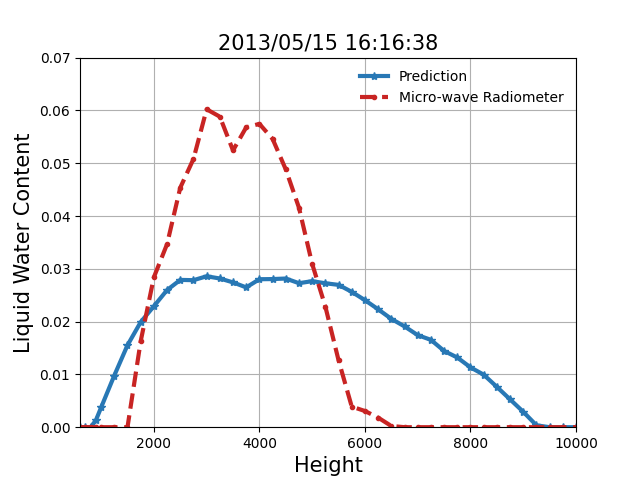 2013/05/15 16:16:38
0.07
0.06
0.05
0.04
0.03
0.02
0.01
0.00
Liquid Water Content
Prediction
Micro-wave Radiometer
2000 4000 6000 8000 10000
Height